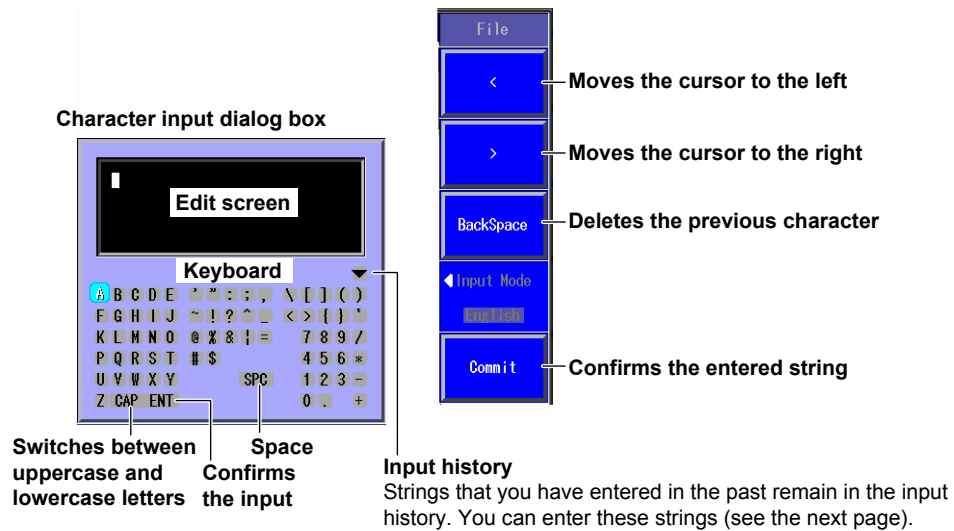 File
<
Moves the cursor to the left
Character input dialog box
>
Moves the cursor to the right
Edit screen
BackSpace
Deletes the previous character
Keyboard
Input Mode
English
A B C D E ' " : ; , \ [ ] ( )
F G H I J ~ ! ? ^ _ < > { } `
K L M N O @ % & | = 7 8 9 /
P Q R S T # $ 4 5 6 *
U V W X Y SPC 1 2 3 -
Z CAP ENT 0 . +
Commit
Confirms the entered string
Switches between
uppercase and
lowercase letters
Confirms
the input
Space
Input history
Strings that you have entered in the past remain in the input
history. You can enter these strings (see the next page).